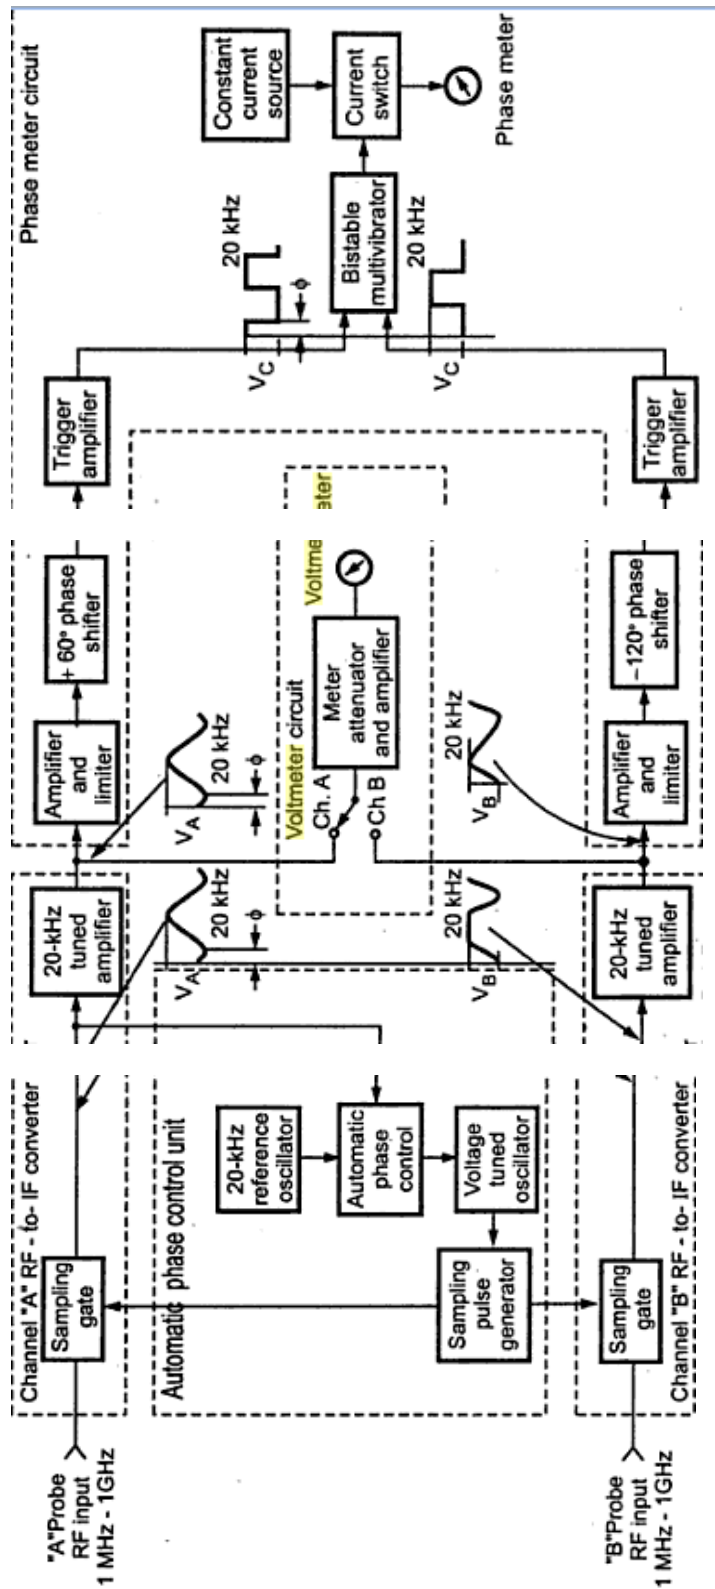 Phase meter circuit
Constant
current
source
Current
switch
Phase meter
Bistable
multivibrator
20 kHz
20 kHz
ϕ
V_C
V_C
Trigger
amplifier
Trigger
amplifier
+ 60° phase
shifter
Amplifier
and
limiter
V_A
20 kHz
ϕ
Voltmeter
Voltmeter circuit
Meter
attenuator
and amplifier
Ch. A
Ch B
20 kHz
V_B
–120° phase
shifter
Amplifier
and
limiter
20-kHz
tuned
amplifier
V_A
20 kHz
ϕ
20 kHz
V_B
20-kHz
tuned
amplifier
Channel "A" RF - to- IF converter
Sampling
gate
Automatic phase control unit
20-kHz
reference
oscillator
Automatic
phase
control
Voltage
tuned
oscillator
Sampling
pulse
generator
Sampling
gate
Channel "B" RF - to- IF converter
"A"Probe
RF input
1 MHz - 1GHz
"B"Probe
RF input
1 MHz - 1GHz